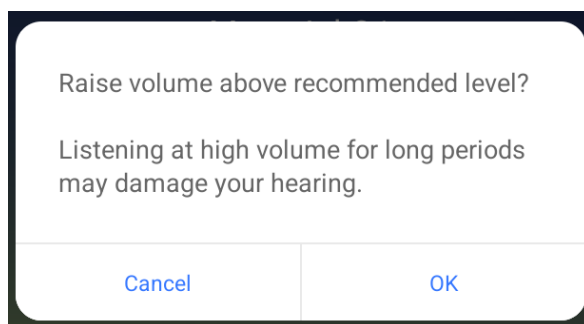 Raise volume above recommended level?
Listening at high volume for long periods
may damage your hearing.
Cancel
OK